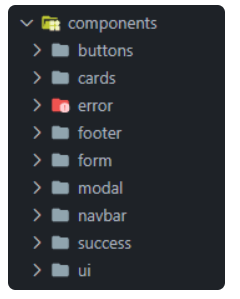 components
buttons
cards
error
footer
form
modal
navbar
success
ui